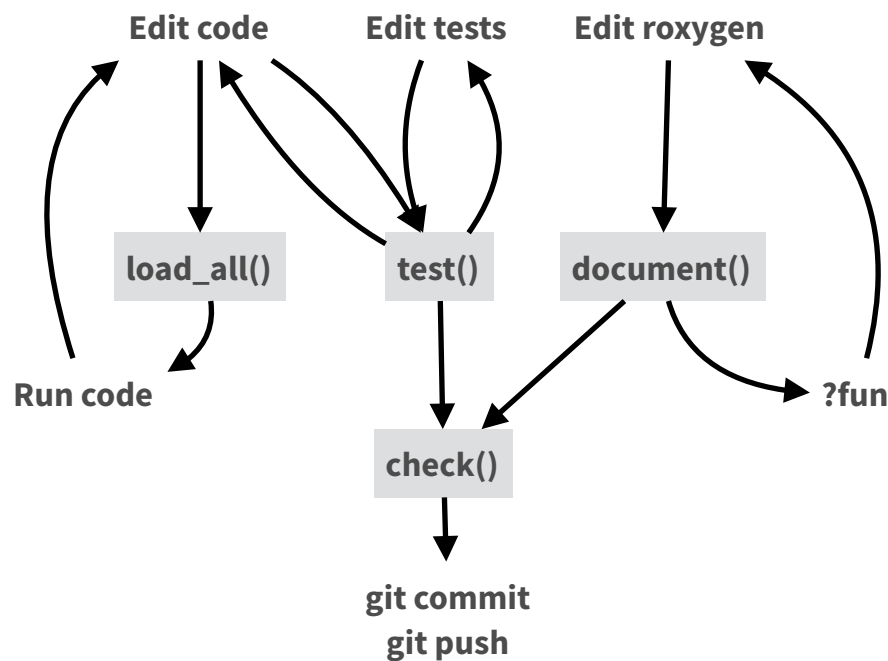 Edit code
Edit tests
Edit roxygen
load_all()
test()
document()
Run code
?fun
check()
git commit
git push